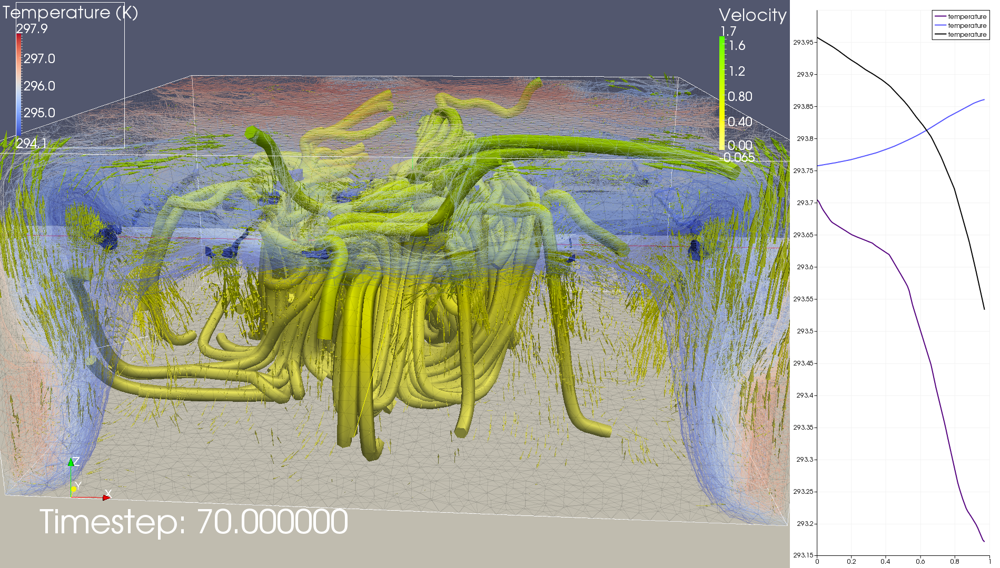 Temperature (K)
297.9
297.0
296.0
295.0
294.1
Velocity
1.7
1.6
1.2
0.80
0.40
0.00
-0.065
Z
Y
X
Timestep: 70.000000
temperature
temperature
temperature
293.95
293.9
293.85
293.8
293.75
293.7
293.65
293.6
293.55
293.5
293.45
293.4
293.35
293.3
293.25
293.2
293.15
0 0.2 0.4 0.6 0.8 1